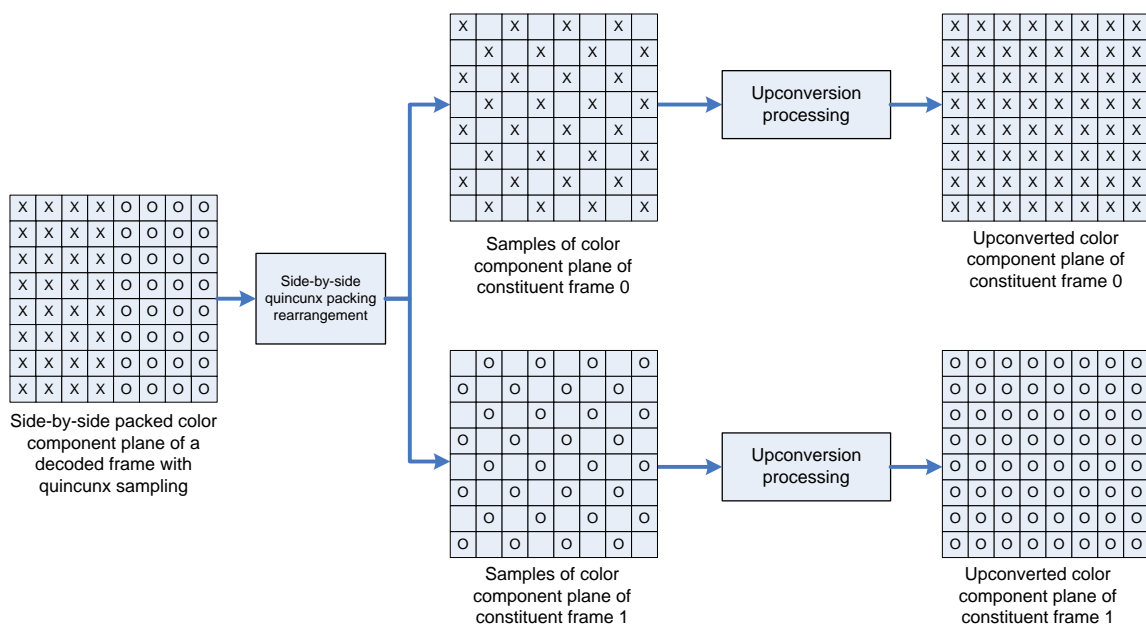 X X X X O O O O
X X X X O O O O
X X X X O O O O
X X X X O O O O
X X X X O O O O
X X X X O O O O
X X X X O O O O
X X X X O O O O
Side-by-side packed color
component plane of a
decoded frame with
quincunx sampling
Side-by-side
quincunx packing
rearrangement
X X X X
X X X X
X X X X
X X X X
X X X X
X X X X
X X X X
X X X X
Samples of color
component plane of
constituent frame 0
Upconversion
processing
X X X X X X X X
X X X X X X X X
X X X X X X X X
X X X X X X X X
X X X X X X X X
X X X X X X X X
X X X X X X X X
X X X X X X X X
Upconverted color
component plane of
constituent frame 0
O O O O
O O O O
O O O O
O O O O
O O O O
O O O O
O O O O
O O O O
Samples of color
component plane of
constituent frame 1
Upconversion
processing
O O O O O O O O
O O O O O O O O
O O O O O O O O
O O O O O O O O
O O O O O O O O
O O O O O O O O
O O O O O O O O
O O O O O O O O
Upconverted color
component plane of
constituent frame 1